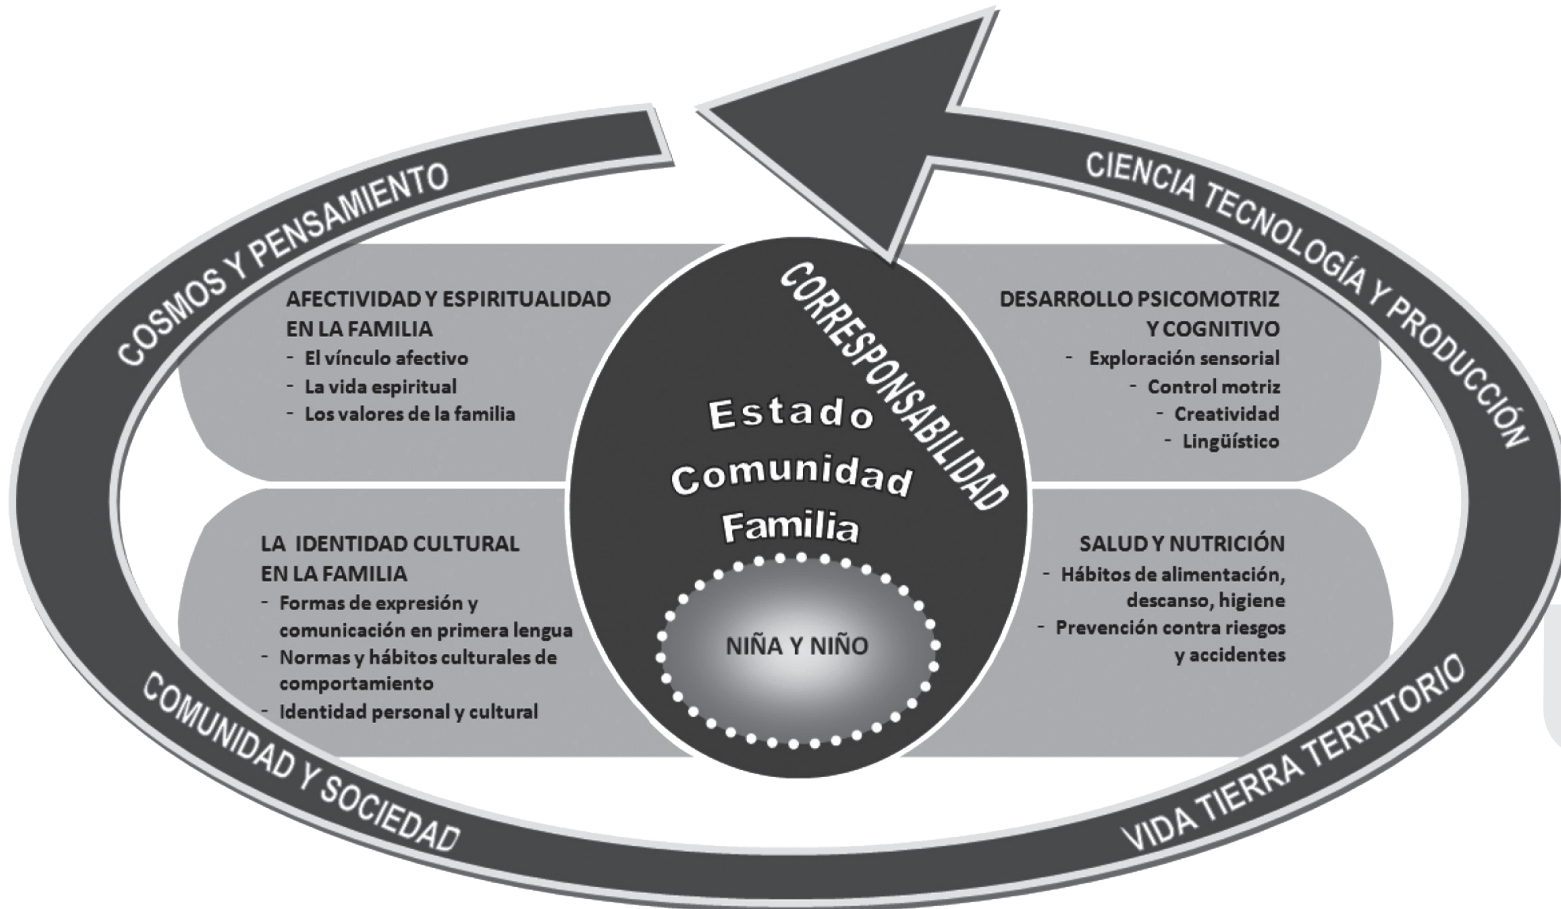 COSMOS Y PENSAMIENTO
CIENCIA TECNOLOGÍA Y PRODUCCIÓN
AFECTIVIDAD Y ESPIRITUALIDAD
EN LA FAMILIA
- El vínculo afectivo
- La vida espiritual
- Los valores de la familia
CORRESPONSABILIDAD
Estado
Comunidad
Familia
NIÑA Y NIÑO
DESARROLLO PSICOMOTRIZ
Y COGNITIVO
- Exploración sensorial
- Control motriz
- Creatividad
- Lingüístico
LA IDENTIDAD CULTURAL
EN LA FAMILIA
- Formas de expresión y
comunicación en primera lengua
- Normas y hábitos culturales de
comportamiento
- Identidad personal y cultural
SALUD Y NUTRICIÓN
- Hábitos de alimentación,
descanso, higiene
- Prevención contra riesgos
y accidentes
COMUNIDAD Y SOCIEDAD
VIDA TIERRA TERRITORIO